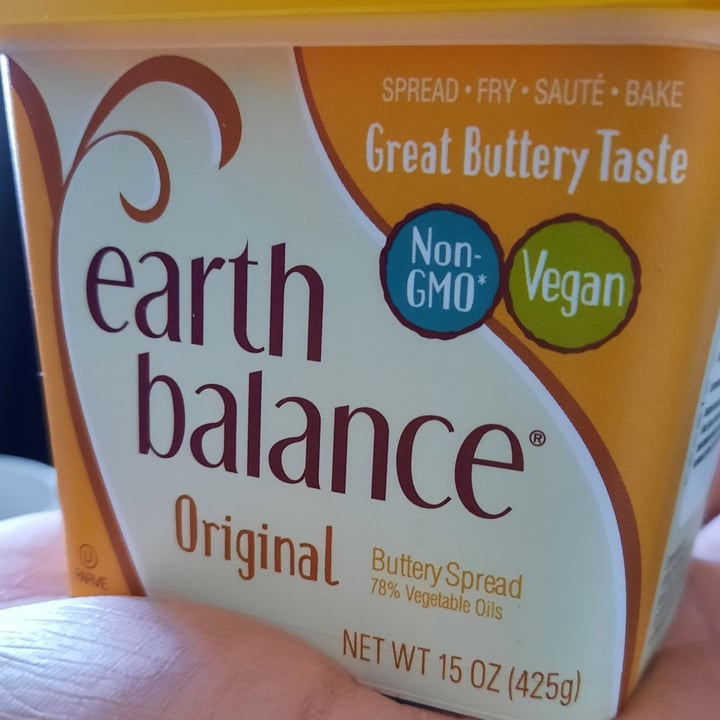 SPREAD • FRY • SAUTÉ • BAKE
Great Buttery Taste
Non-
GMO*
Vegan
earth
balance®
Original
Buttery Spread
78% Vegetable Oils
U
PARVE
NET WT 15 OZ (425g)